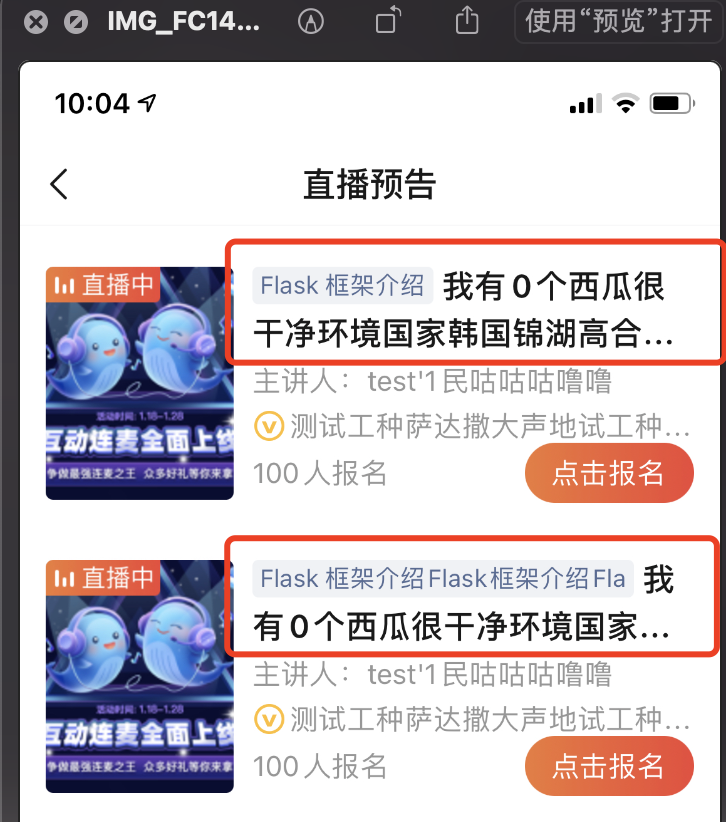 IMG_FC14...
使用“预览”打开
10:04
直播预告
直播中
Flask 框架介绍 我有0个西瓜很
干净环境国家韩国锦湖高合...
主讲人：test'1民咕咕咕噜噜
测试工种萨达撒大声地试工种...
100人报名
点击报名
活动时间: 1.18-1.28
互动连麦全面上线
争做最强连麦之王 众多好礼等你来拿
直播中
Flask 框架介绍Flask框架介绍Fla 我
有0个西瓜很干净环境国家...
主讲人：test'1民咕咕咕噜噜
测试工种萨达撒大声地试工种...
100人报名
点击报名
活动时间: 1.18-1.28
互动连麦全面上线
争做最强连麦之王 众多好礼等你来拿